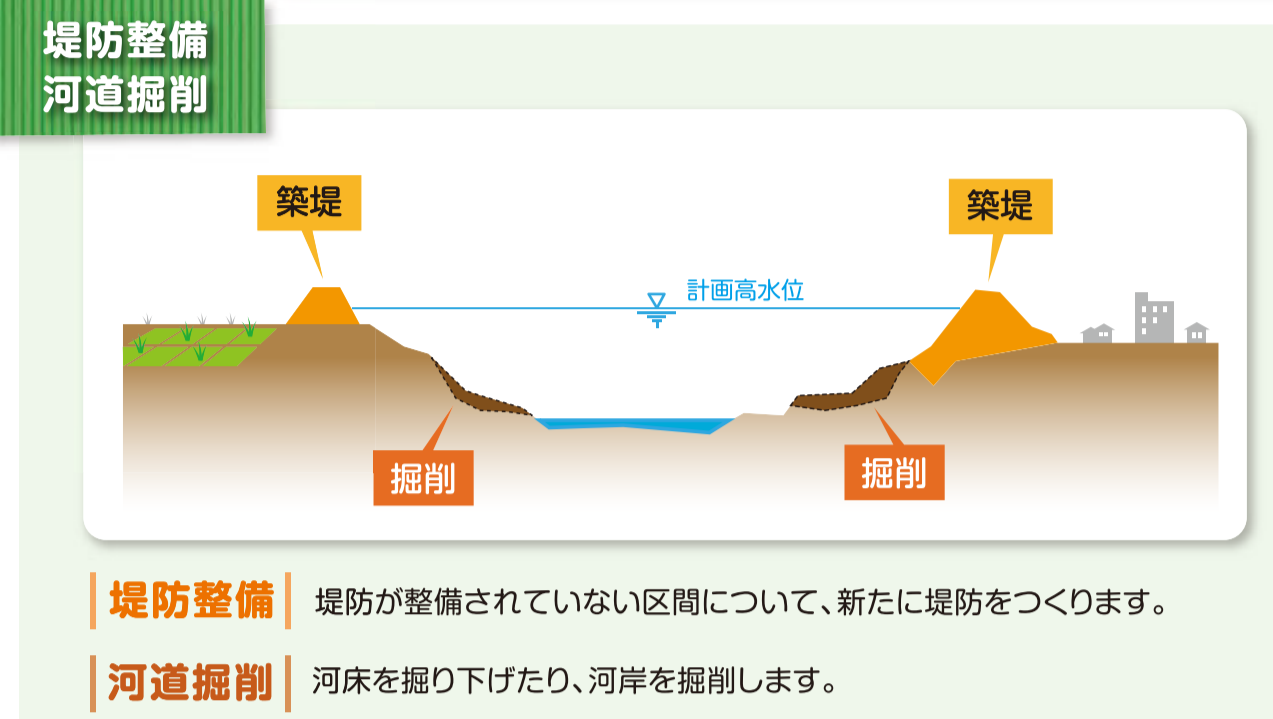 堤防整備
河道掘削
築堤
築堤
計画高水位
掘削
掘削
堤防整備
堤防が整備されていない区間について、新たに堤防をつくります。
河道掘削
河床を掘り下げたり、河岸を掘削します。